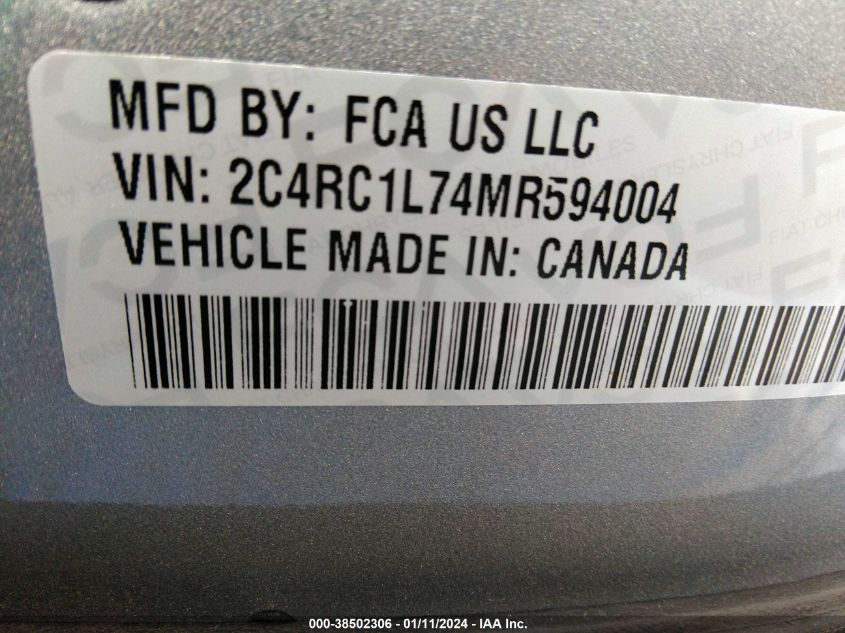 MFD BY: FCA US LLC
VIN: 2C4RC1L74MR594004
VEHICLE MADE IN: CANADA
000-38502306 - 01/11/2024 - IAA Inc.